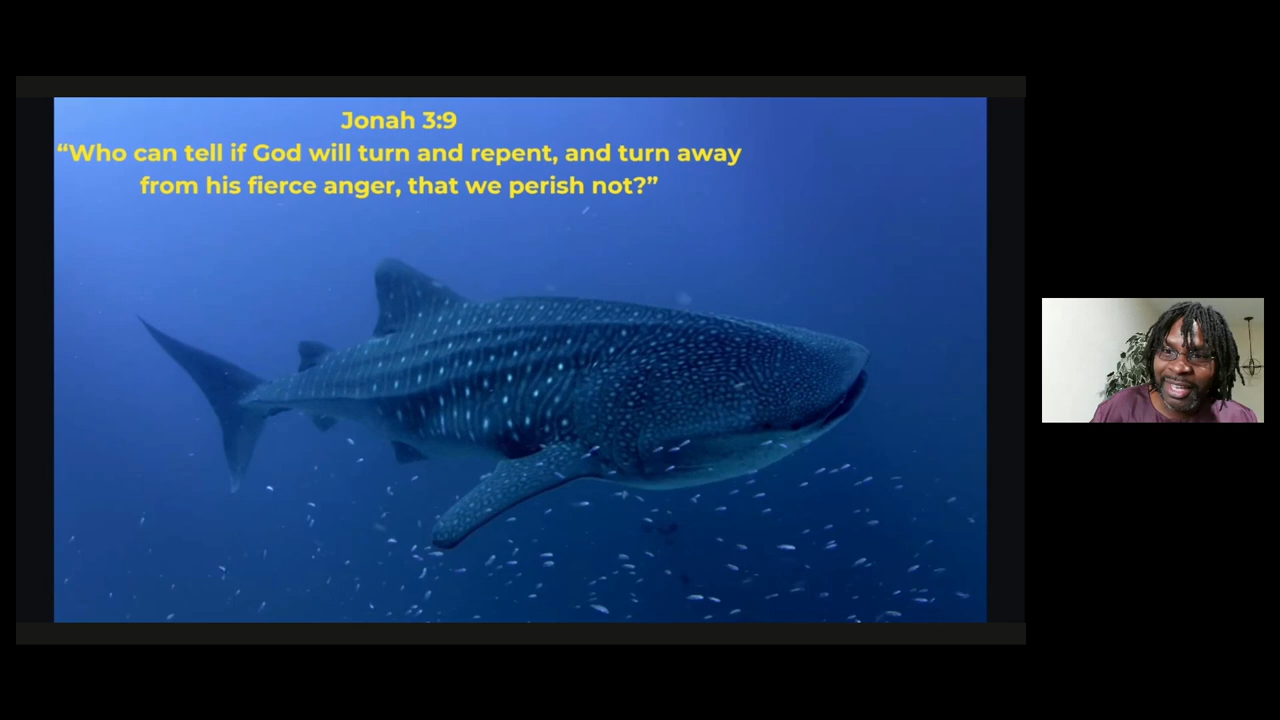 Jonah 3:9
“Who can tell if God will turn and repent, and turn away
from his fierce anger, that we perish not?”